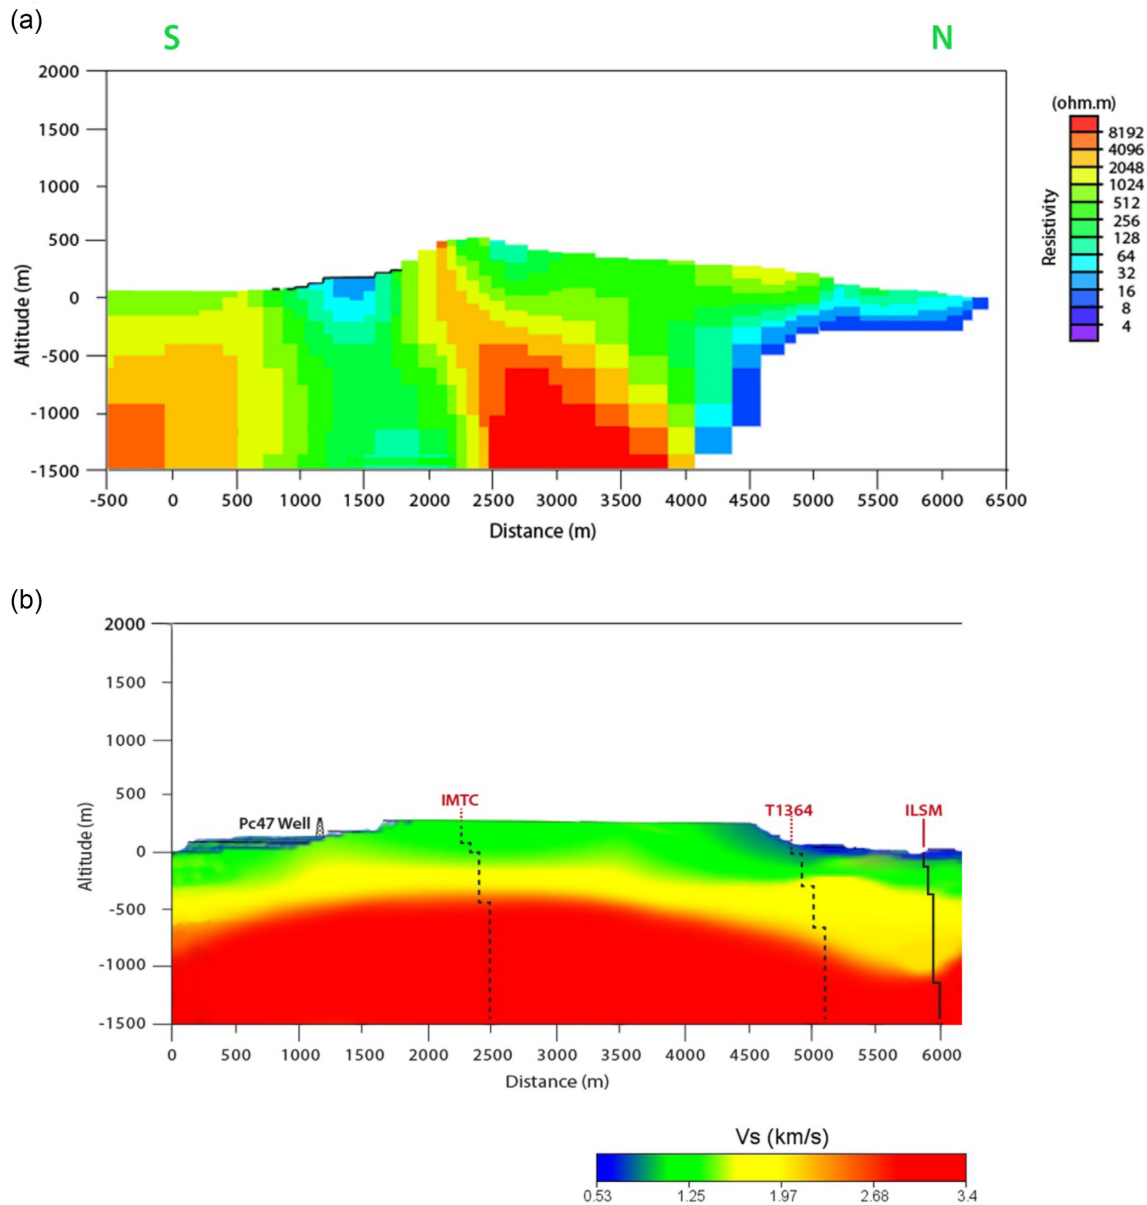 (a)
S N
2000
1500
1000
500
0
-500
-1000
-1500
Altitude (m)
-500 0 500 1000 1500 2000 2500 3000 3500 4000 4500 5000 5500 6000 6500
Distance (m)
(ohm.m)
Resistivity
8192
4096
2048
1024
512
256
128
64
32
16
8
4
(b)
2000
1500
1000
500
0
-500
-1000
-1500
Altitude (m)
Pc47 Well
IMTC
T1364
ILSM
0 500 1000 1500 2000 2500 3000 3500 4000 4500 5000 5500 6000
Distance (m)
Vs (km/s)
0.53 1.25 1.97 2.68 3.4